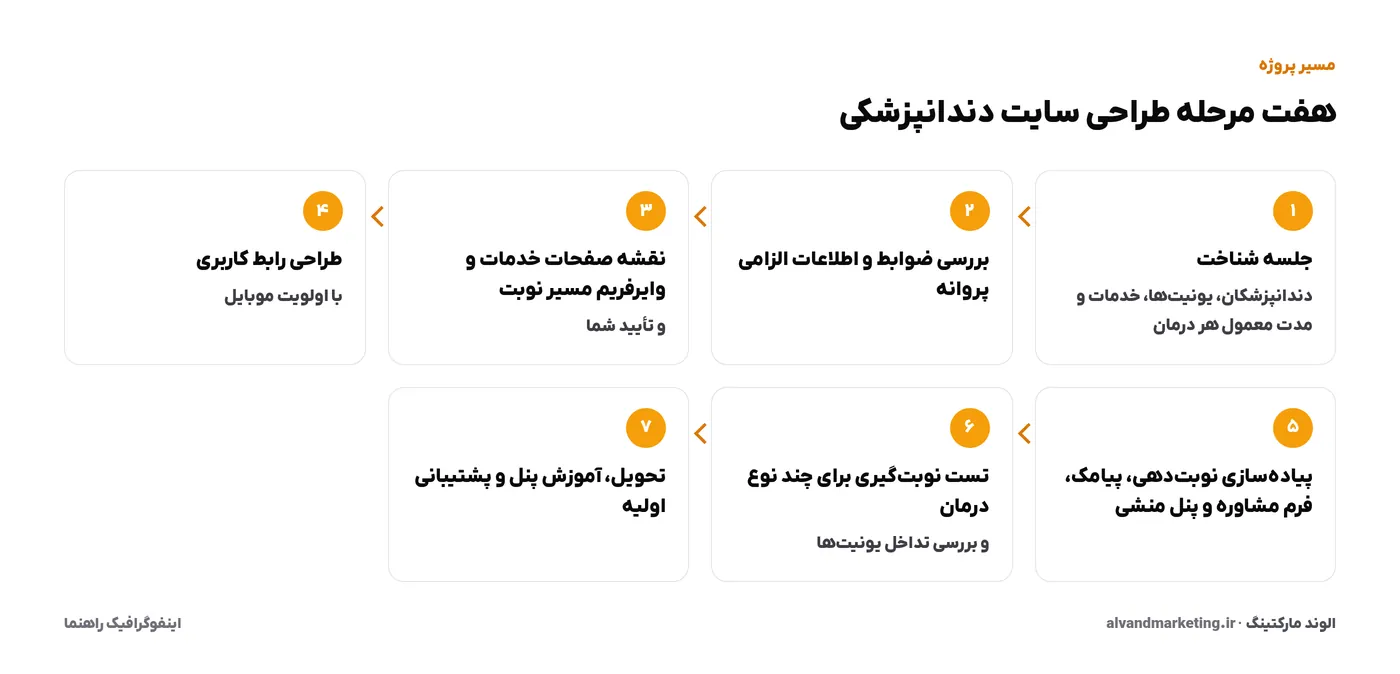 مسیر پروژه
هفت مرحله طراحی سایت دندانپزشکی
۱
جلسه شناخت
دندانپزشکان، یونیت‌ها، خدمات و
مدت معمول هر درمان
۲
بررسی ضوابط و اطلاعات الزامی
پروانه
۳
نقشه صفحات خدمات و
وایرفریم مسیر نوبت
و تأیید شما
۴
طراحی رابط کاربری
با اولویت موبایل
۵
پیاده‌سازی نوبت‌دهی، پیامک،
فرم مشاوره و پنل منشی
۶
تست نوبت‌گیری برای چند نوع
درمان
و بررسی تداخل یونیت‌ها
۷
تحویل، آموزش پنل و پشتیبانی
اولیه
الوند مارکتینگ · alvandmarketing.ir
اینفوگرافیک راهنما